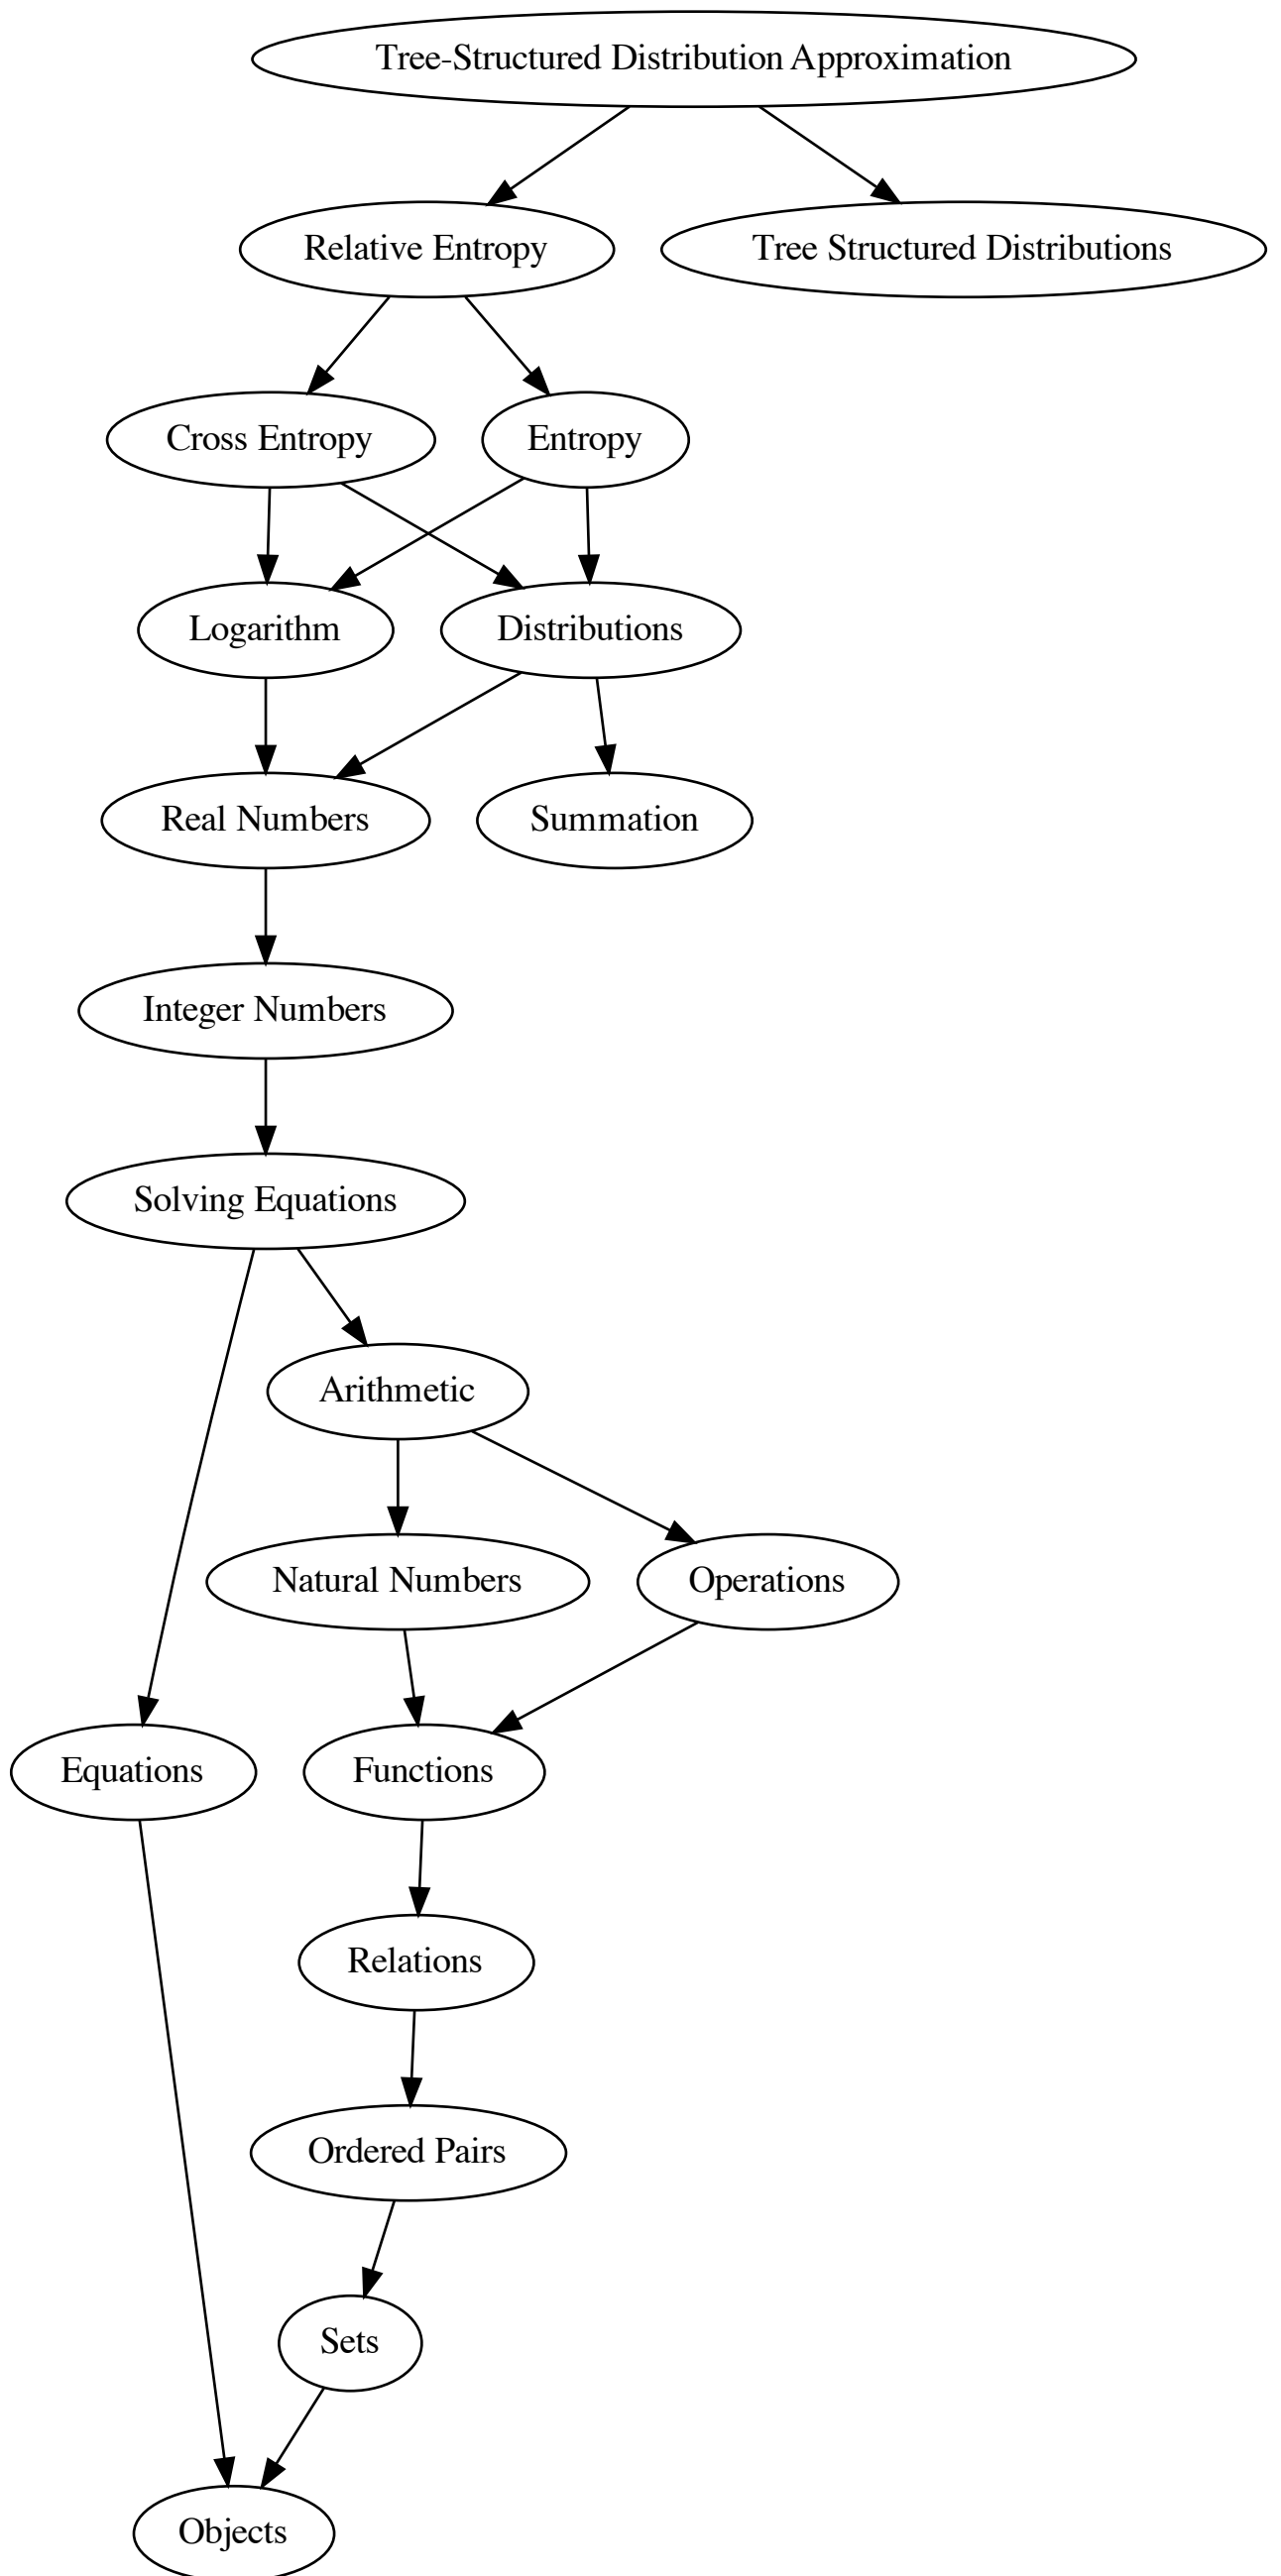 Tree-Structured Distribution Approximation
Relative Entropy
Tree Structured Distributions
Cross Entropy
Entropy
Logarithm
Distributions
Real Numbers
Summation
Integer Numbers
Solving Equations
Arithmetic
Natural Numbers
Operations
Equations
Functions
Relations
Ordered Pairs
Sets
Objects